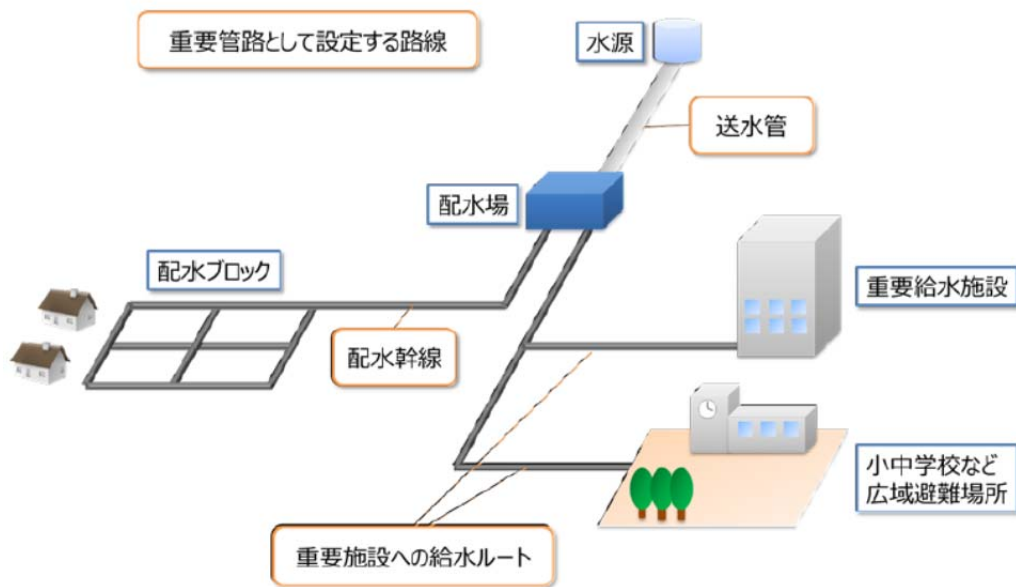 重要管路として設定する路線
水源
送水管
配水場
配水ブロック
重要給水施設
配水幹線
小中学校など
広域避難場所
重要施設への給水ルート